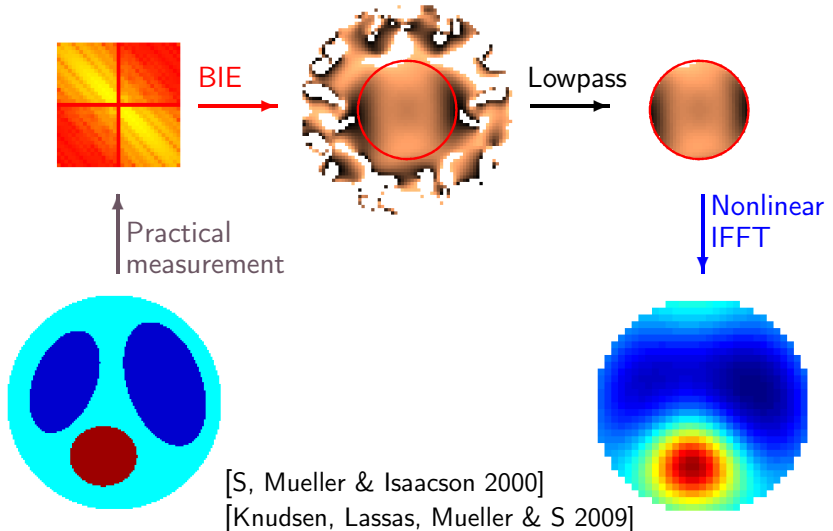 BIE
Lowpass
Practical
measurement
Nonlinear
IFFT
[S, Mueller & Isaacson 2000]
[Knudsen, Lassas, Mueller & S 2009]